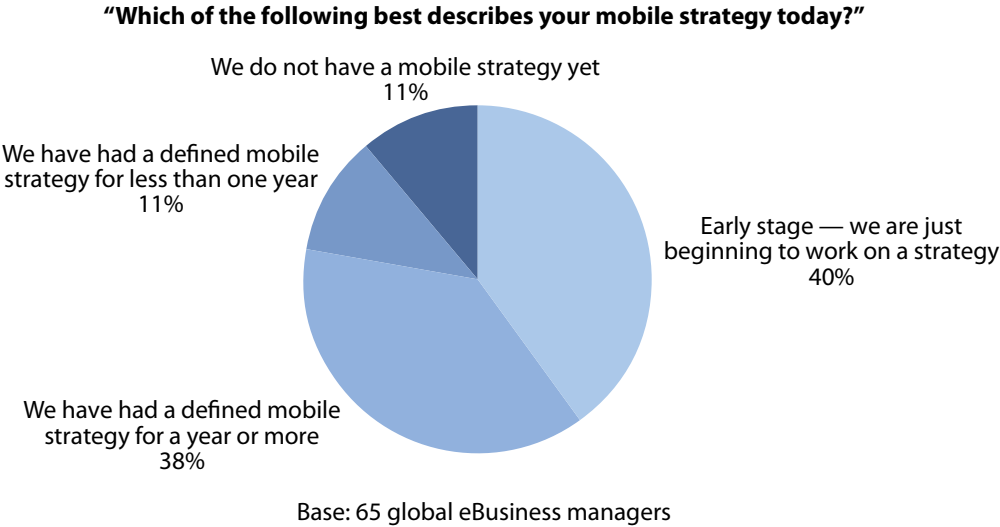 “Which of the following best describes your mobile strategy today?”
We do not have a mobile strategy yet
11%
We have had a defined mobile
strategy for less than one year
11%
Early stage — we are just
beginning to work on a strategy
40%
We have had a defined mobile
strategy for a year or more
38%
Base: 65 global eBusiness managers